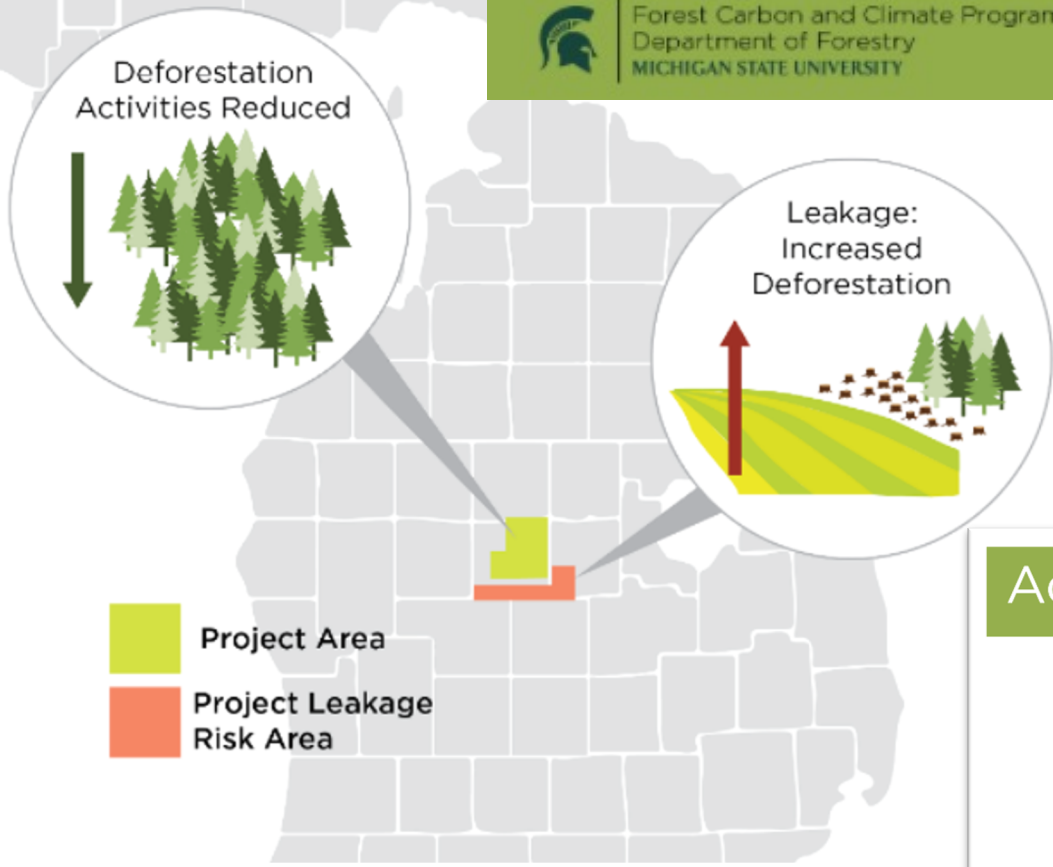 Forest Carbon and Climate Program
Department of Forestry
MICHIGAN STATE UNIVERSITY
Deforestation
Activities Reduced
Leakage:
Increased
Deforestation
Project Area
Project Leakage
Risk Area